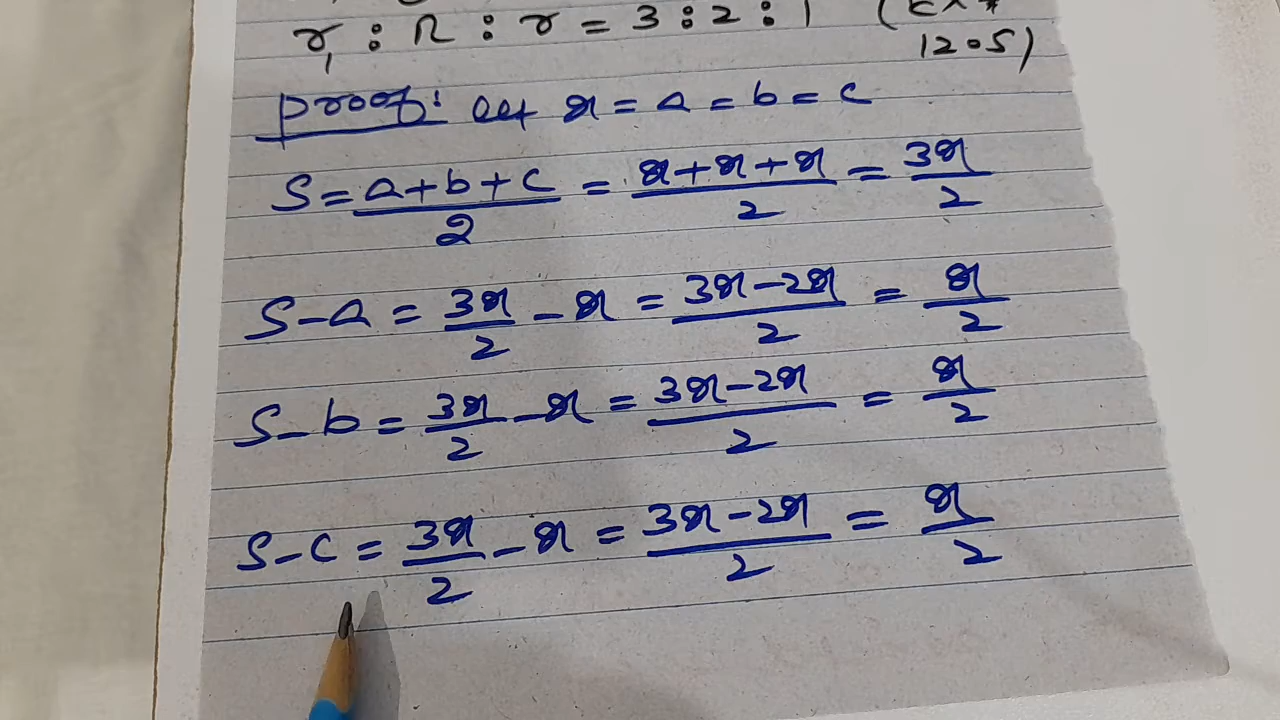 r₁ : R : r = 3 : 2 : 1 (Ex#
12.5)
Proof: let x = a = b = c
S = a+b+c/2 = x+x+x/2 = 3x/2
S-a = 3x/2 - x = 3x-2x/2 = x/2
S-b = 3x/2 - x = 3x-2x/2 = x/2
S-c = 3x/2 - x = 3x-2x/2 = x/2